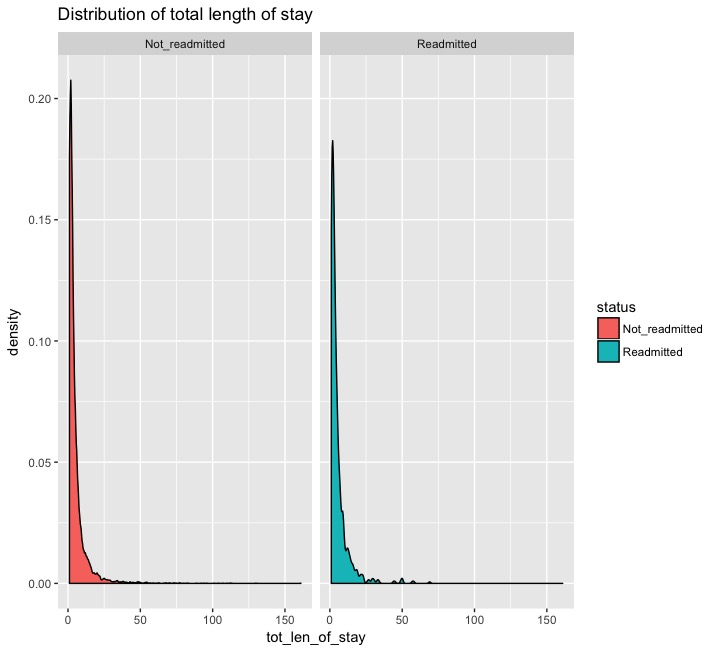 Distribution of total length of stay
Not_readmitted
Readmitted
0.20
0.15
0.10
0.05
0.00
density
0
50
100
150
0
50
100
150
tot_len_of_stay
status
Not_readmitted
Readmitted